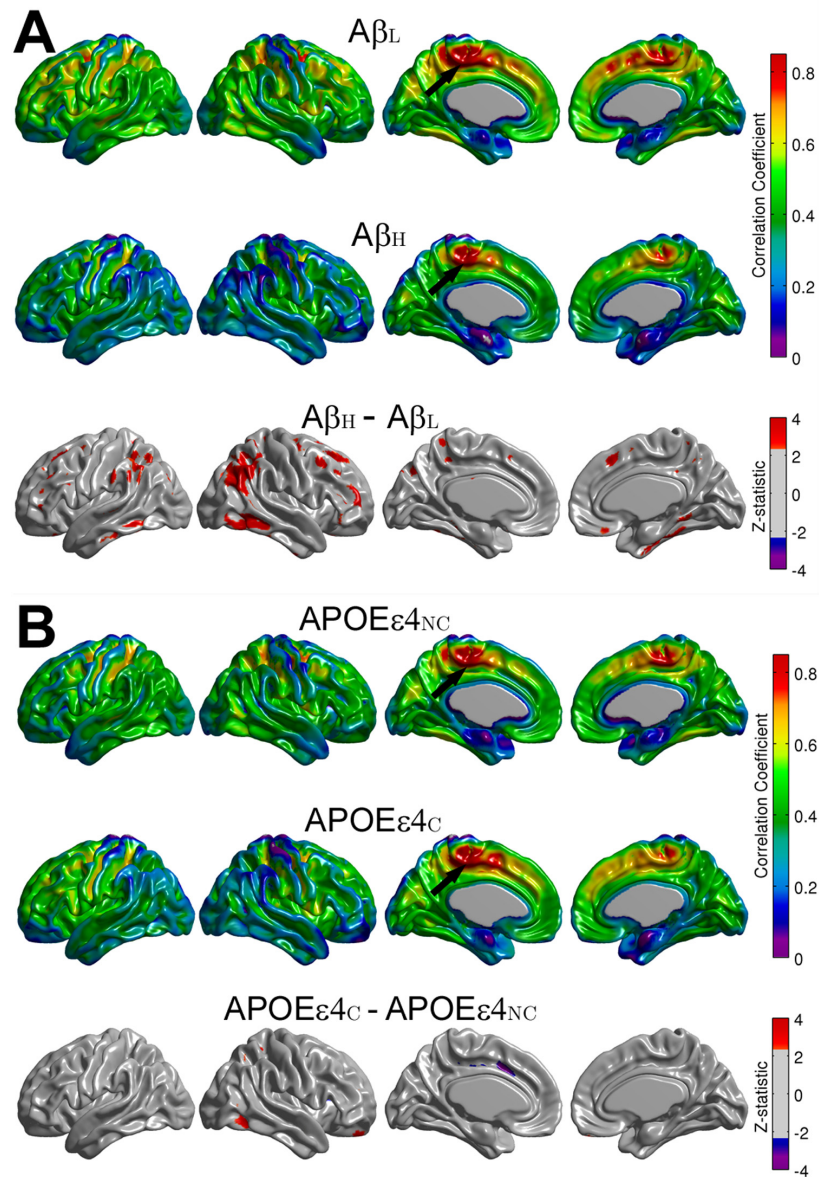 A
AβL
0.8
0.6
0.4
0.2
0
Correlation Coefficient
AβH
AβH - AβL
4
2
0
-2
-4
Z-statistic
B
APOEε4NC
0.8
0.6
0.4
0.2
0
Correlation Coefficient
APOEε4C
APOEε4C - APOEε4NC
4
2
0
-2
-4
Z-statistic